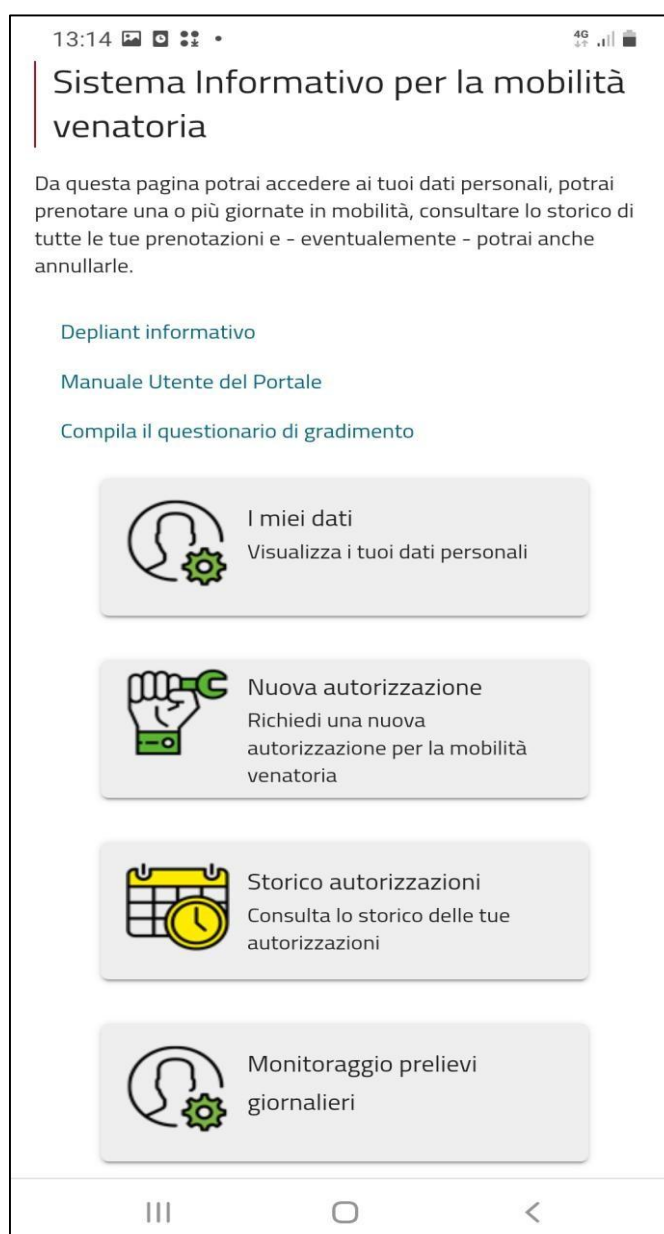 13:14
4G
Sistema Informativo per la mobilità
venatoria
Da questa pagina potrai accedere ai tuoi dati personali, potrai
prenotare una o più giornate in mobilità, consultare lo storico di
tutte le tue prenotazioni e - eventualemente - potrai anche
annullarle.
Depliant informativo
Manuale Utente del Portale
Compila il questionario di gradimento
I miei dati
Visualizza i tuoi dati personali
Nuova autorizzazione
Richiedi una nuova
autorizzazione per la mobilità
venatoria
Storico autorizzazioni
Consulta lo storico delle tue
autorizzazioni
Monitoraggio prelievi
giornalieri